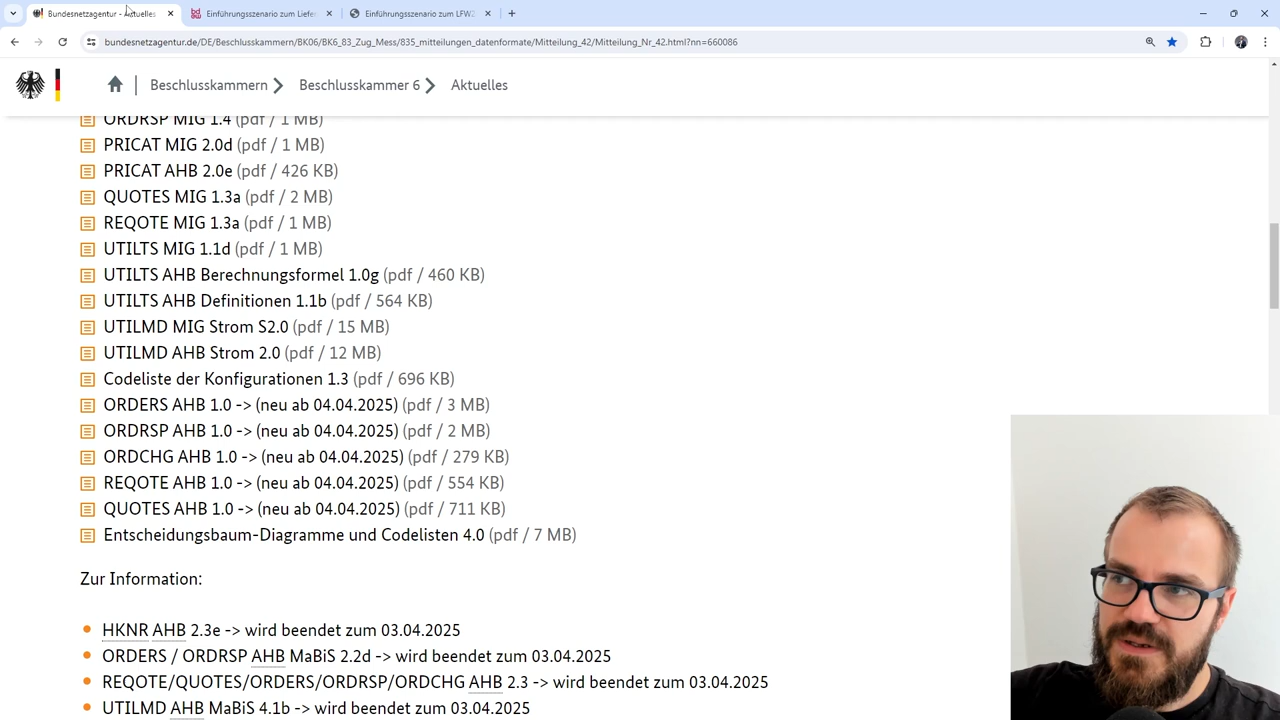 Bundesnetzagentur - Aktuelles
Einführungsszenario zum Liefer
Einführungsszenario zum LFW2
bundesnetzagentur.de/DE/Beschlusskammern/BK06/BK6_83_Zug_Mess/835_mitteilungen_datenformate/Mitteilung_42/Mitteilung_Nr_42.html?nn=660086
Beschlusskammern
Beschlusskammer 6
Aktuelles
ORDRSP MIG 1.4 (pdf / 1 MB)
PRICAT MIG 2.0d (pdf / 1 MB)
PRICAT AHB 2.0e (pdf / 426 KB)
QUOTES MIG 1.3a (pdf / 2 MB)
REQOTE MIG 1.3a (pdf / 1 MB)
UTILTS MIG 1.1d (pdf / 1 MB)
UTILTS AHB Berechnungsformel 1.0g (pdf / 460 KB)
UTILTS AHB Definitionen 1.1b (pdf / 564 KB)
UTILMD MIG Strom S2.0 (pdf / 15 MB)
UTILMD AHB Strom 2.0 (pdf / 12 MB)
Codeliste der Konfigurationen 1.3 (pdf / 696 KB)
ORDERS AHB 1.0 -> (neu ab 04.04.2025) (pdf / 3 MB)
ORDRSP AHB 1.0 -> (neu ab 04.04.2025) (pdf / 2 MB)
ORDCHG AHB 1.0 -> (neu ab 04.04.2025) (pdf / 279 KB)
REQOTE AHB 1.0 -> (neu ab 04.04.2025) (pdf / 554 KB)
QUOTES AHB 1.0 -> (neu ab 04.04.2025) (pdf / 711 KB)
Entscheidungsbaum-Diagramme und Codelisten 4.0 (pdf / 7 MB)
Zur Information:
HKNR AHB 2.3e -> wird beendet zum 03.04.2025
ORDERS / ORDRSP AHB MaBiS 2.2d -> wird beendet zum 03.04.2025
REQOTE/QUOTES/ORDERS/ORDRSP/ORDCHG AHB 2.3 -> wird beendet zum 03.04.2025
UTILMD AHB MaBiS 4.1b -> wird beendet zum 03.04.2025